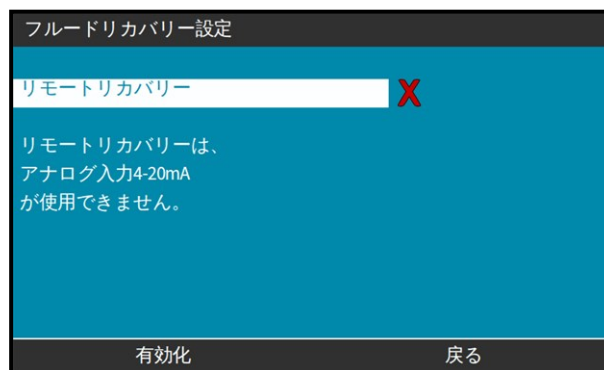 フルードリカバリー設定
リモートリカバリー
X
リモートリカバリーは、
アナログ入力4-20mA
が使用できません。
有効化 戻る